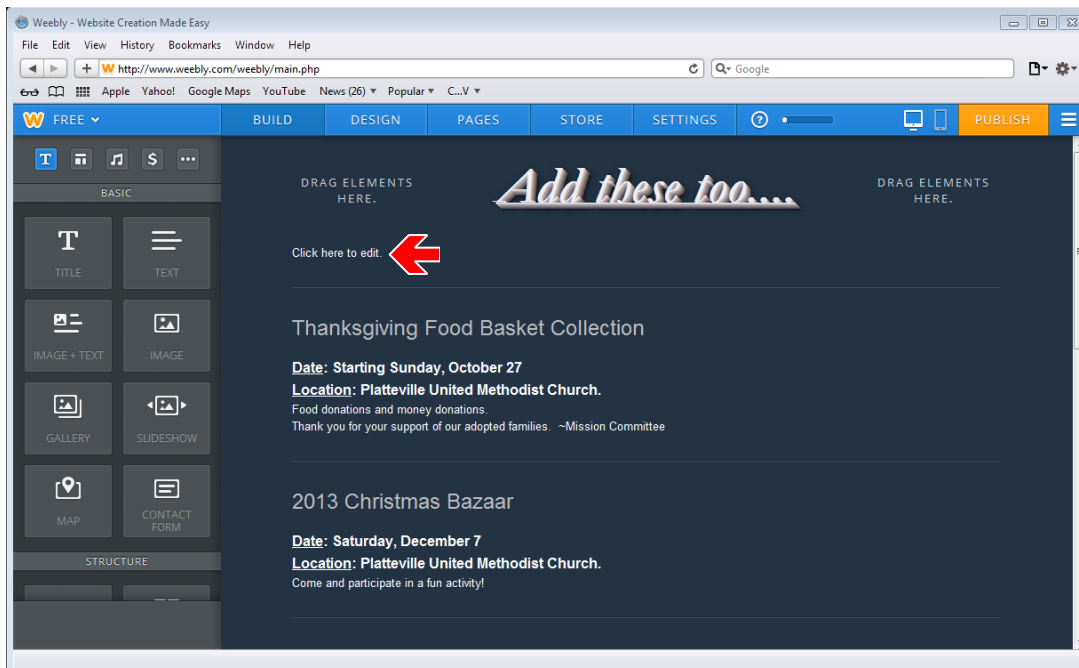 Weebly - Website Creation Made Easy
File Edit View History Bookmarks Window Help
http://www.weebly.com/weebly/main.php
Google
Apple Yahoo! Google Maps YouTube News (26) Popular C...V
W FREE
BUILD DESIGN PAGES STORE SETTINGS ? PUBLISH
T $
BASIC
T
TITLE
TEXT
IMAGE + TEXT
IMAGE
GALLERY
SLIDESHOW
MAP
CONTACT
FORM
STRUCTURE
DRAG ELEMENTS
HERE.
Add these too....
DRAG ELEMENTS
HERE.
Click here to edit.
Thanksgiving Food Basket Collection
Date: Starting Sunday, October 27
Location: Platteville United Methodist Church.
Food donations and money donations.
Thank you for your support of our adopted families. ~Mission Committee
2013 Christmas Bazaar
Date: Saturday, December 7
Location: Platteville United Methodist Church.
Come and participate in a fun activity!